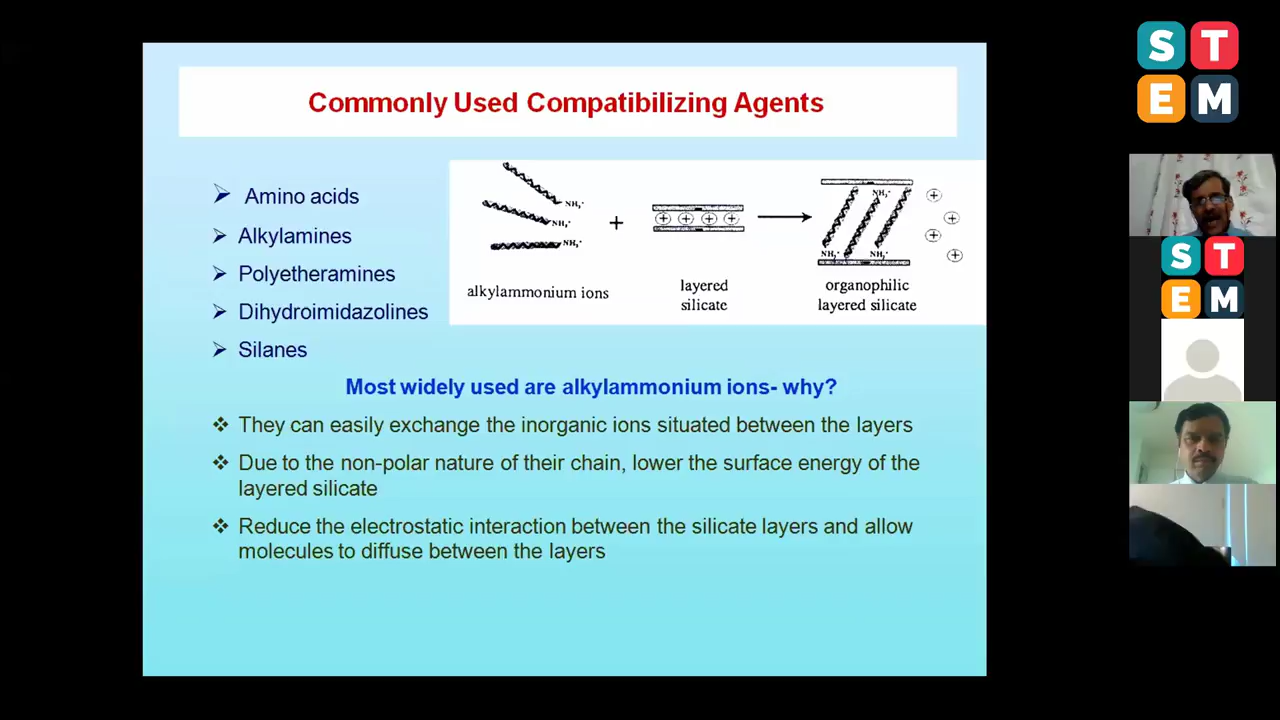 Commonly Used Compatibilizing Agents
Amino acids
Alkylamines
Polyetheramines
Dihydroimidazolines
Silanes
NH₃⁺
NH₃⁺
NH₃⁺
+
alkylammonium ions
layered
silicate
NH₃⁺
NH₃⁺ NH₃⁺
organophilic
layered silicate
Most widely used are alkylammonium ions- why?
They can easily exchange the inorganic ions situated between the layers
Due to the non-polar nature of their chain, lower the surface energy of the
layered silicate
Reduce the electrostatic interaction between the silicate layers and allow
molecules to diffuse between the layers
S T
E M
S T
E M